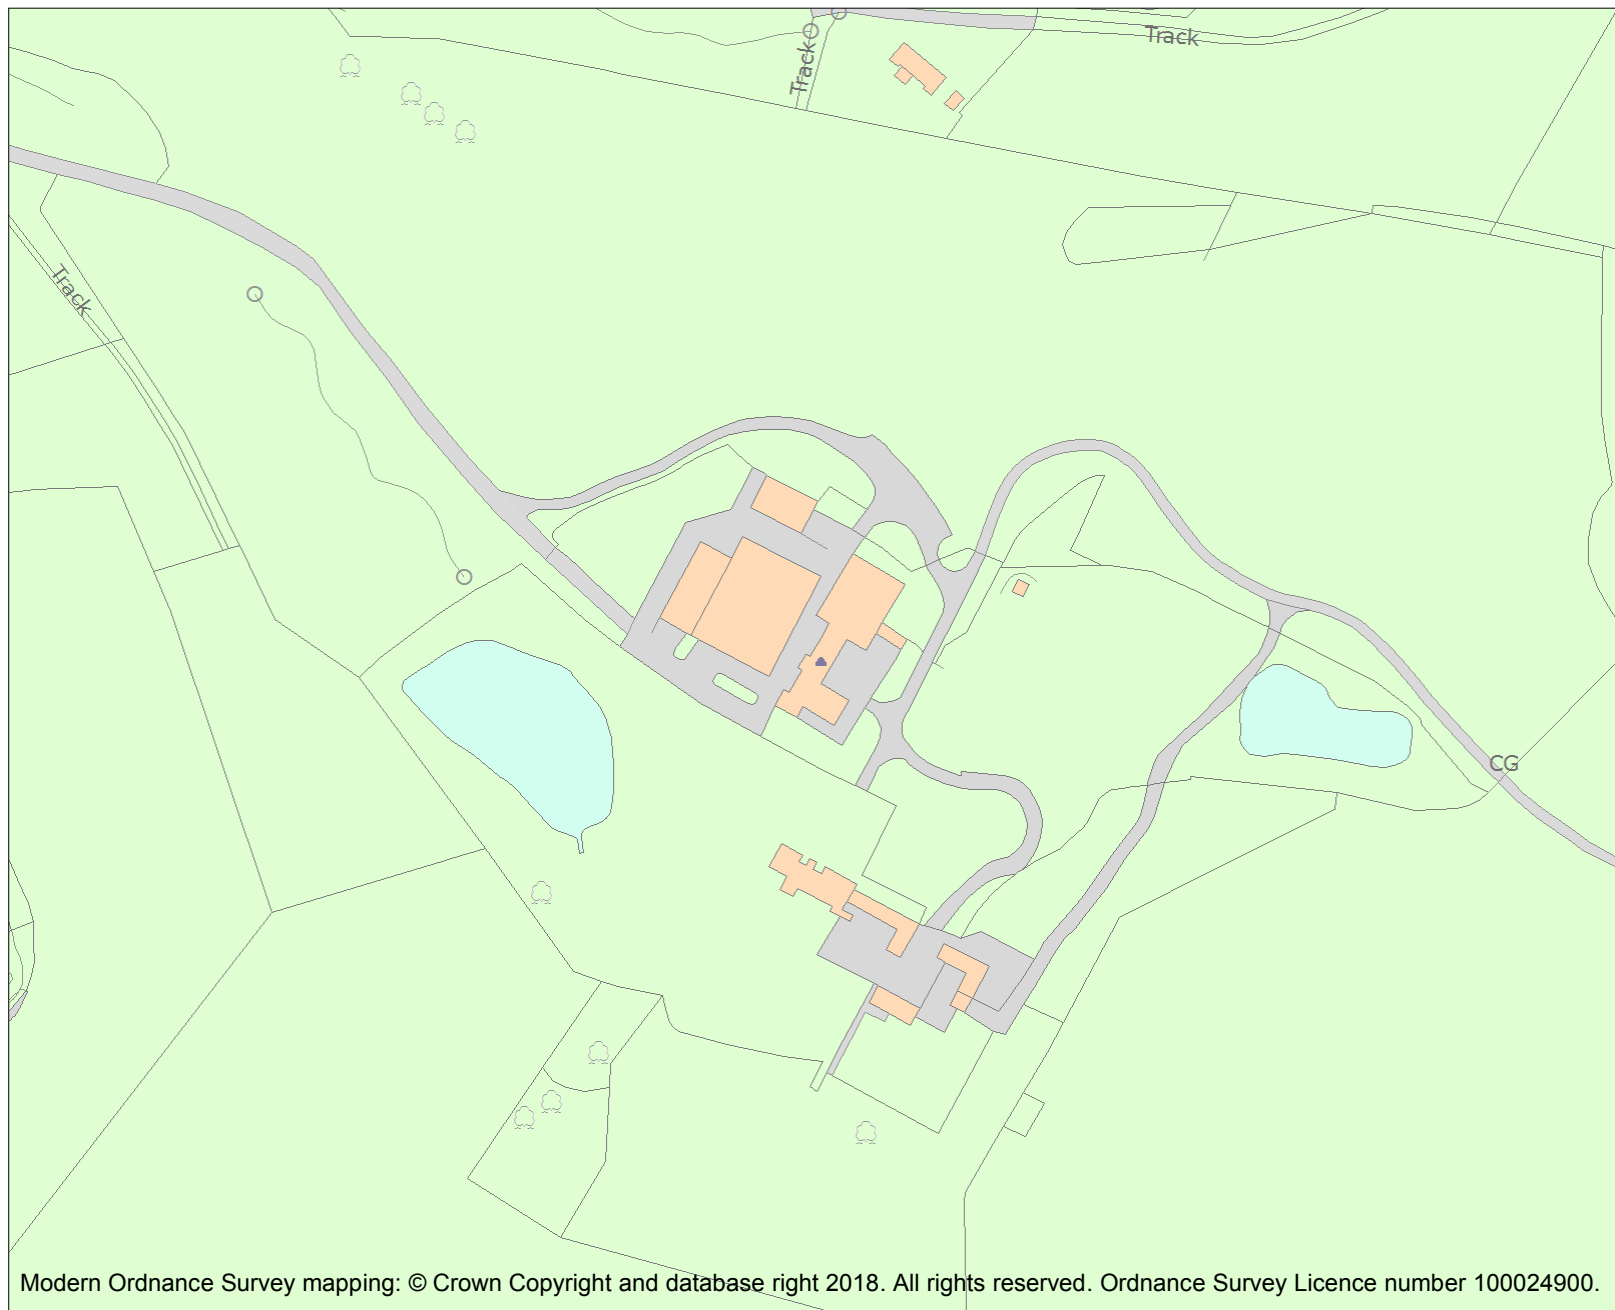 Track
Track
Track
CG
Modern Ordnance Survey mapping: © Crown Copyright and database right 2018. All rights reserved. Ordnance Survey Licence number 100024900.